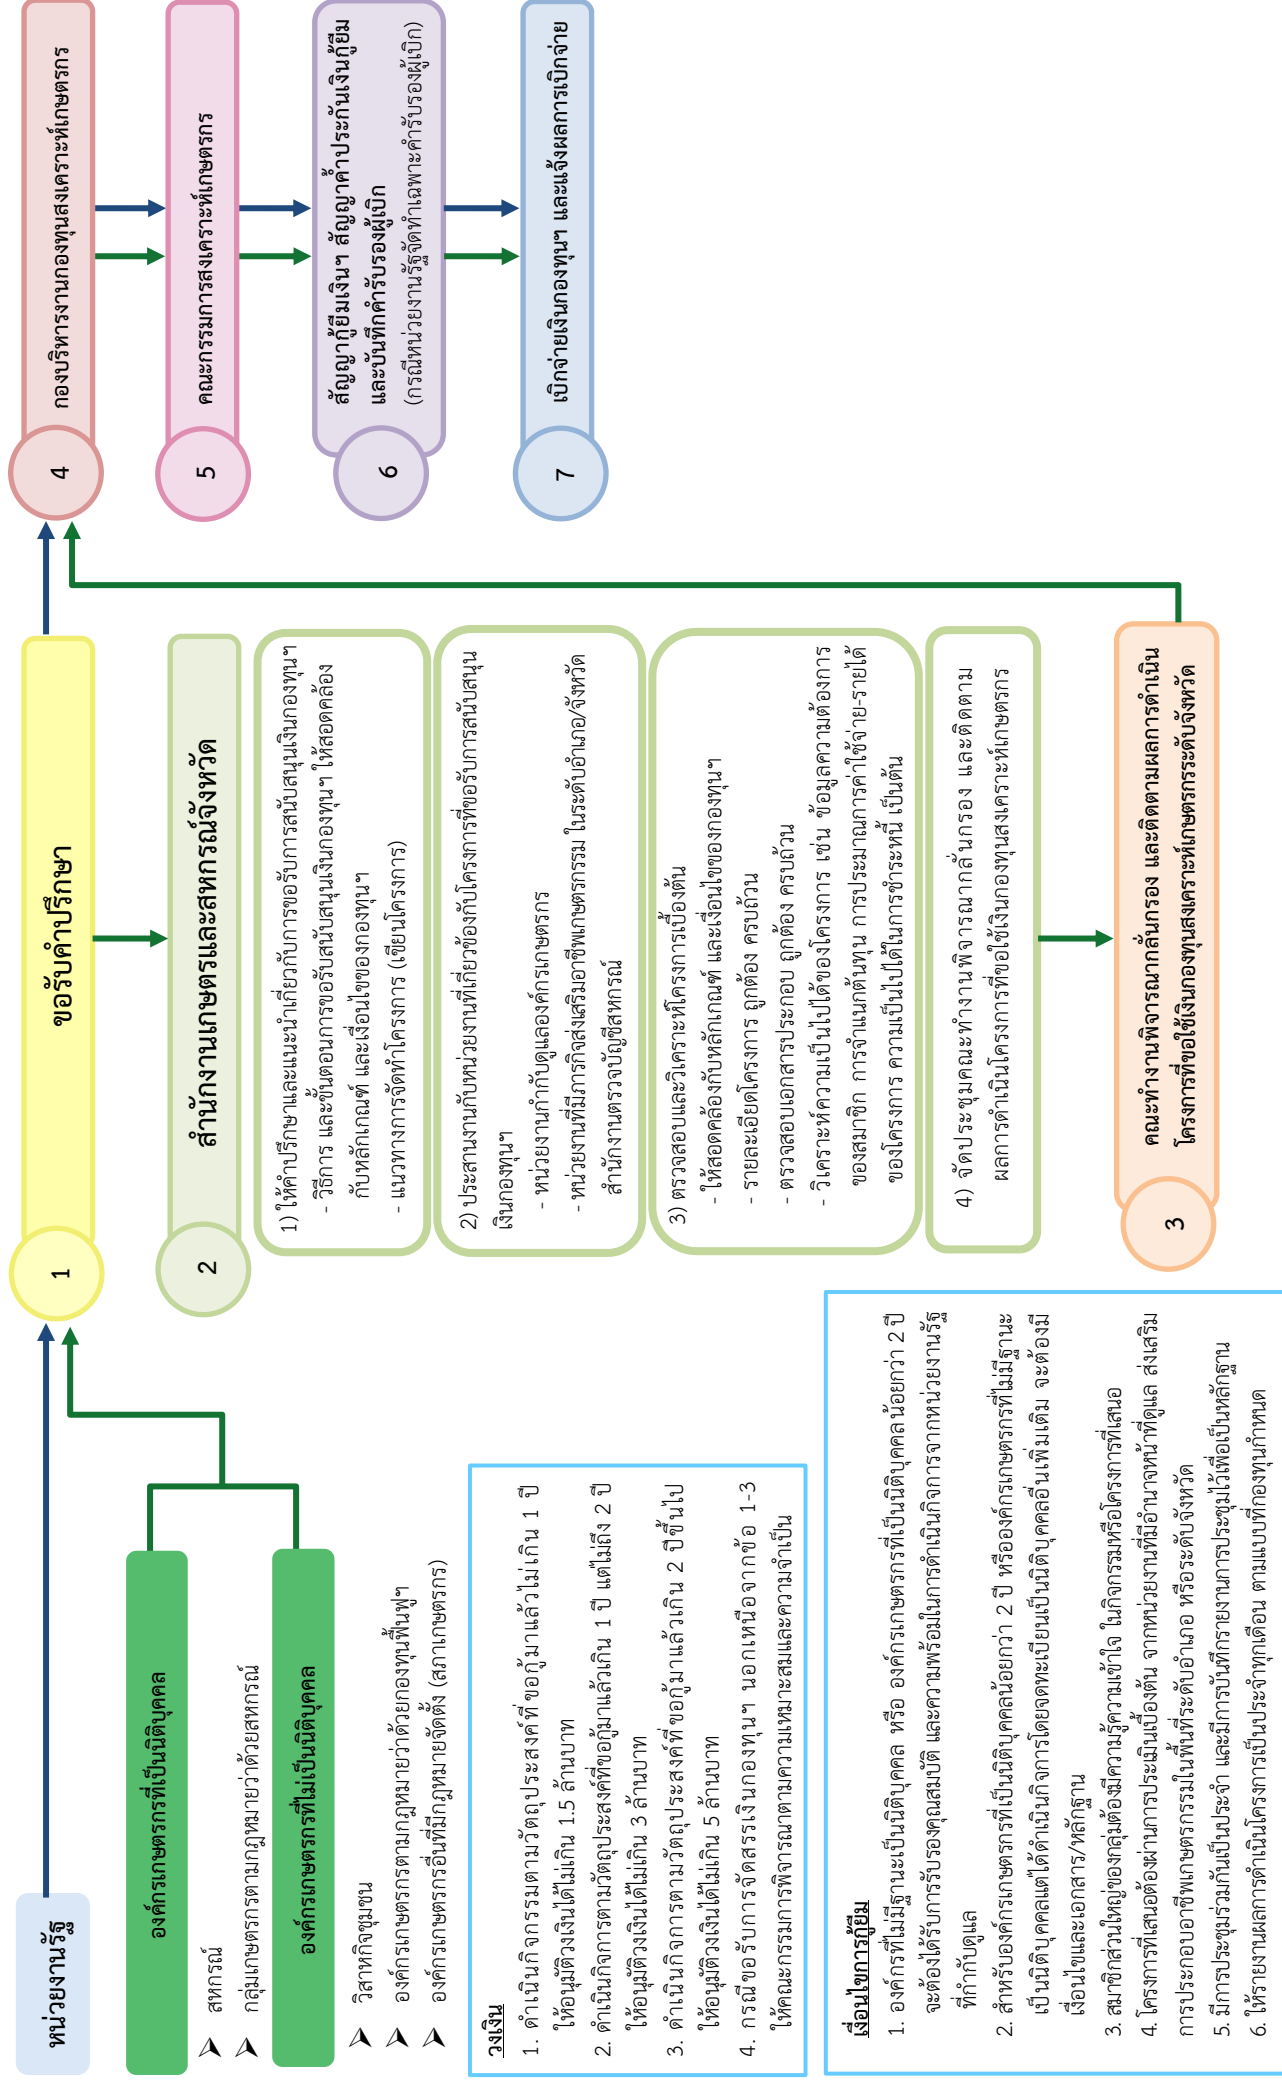 หน่วยงานรัฐ
องค์กรเกษตรกรที่เป็นนิติบุคคล
➢ สหกรณ์
➢ กลุ่มเกษตรกรตามกฎหมายว่าด้วยสหกรณ์
องค์กรเกษตรกรที่ไม่เป็นนิติบุคคล
➢ วิสาหกิจชุมชน
➢ องค์กรเกษตรกรตามกฎหมายว่าด้วยกองทุนฟื้นฟูฯ
➢ องค์กรเกษตรกรอื่นที่มีกฎหมายจัดตั้ง (สภาเกษตรกร)
วงเงิน
1. ดำเนินกิจกรรมตามวัตถุประสงค์ที่ขอกู้มาแล้วไม่เกิน 1 ปี
ให้อนุมัติวงเงินได้ไม่เกิน 1.5 ล้านบาท
2. ดำเนินกิจการตามวัตถุประสงค์ที่ขอกู้มาแล้วเกิน 1 ปี แต่ไม่ถึง 2 ปี
ให้อนุมัติวงเงินได้ไม่เกิน 3 ล้านบาท
3. ดำเนินกิจการตามวัตถุประสงค์ที่ขอกู้มาแล้วเกิน 2 ปีขึ้นไป
ให้อนุมัติวงเงินได้ไม่เกิน 5 ล้านบาท
4. กรณีขอรับการจัดสรรเงินกองทุนฯ นอกเหนือจากข้อ 1-3
ให้คณะกรรมการพิจารณาตามความเหมาะสมและความจำเป็น
เงื่อนไขการกู้ยืม
1. องค์กรที่ไม่มีฐานะเป็นนิติบุคคล หรือ องค์กรเกษตรกรที่เป็นนิติบุคคลน้อยกว่า 2 ปี
จะต้องได้รับการรับรองคุณสมบัติ และความพร้อมในการดำเนินกิจการจากหน่วยงานรัฐ
ที่กำกับดูแล
2. สำหรับองค์กรเกษตรกรที่เป็นนิติบุคคลน้อยกว่า 2 ปี หรือองค์กรเกษตรกรที่ไม่มีฐานะ
เป็นนิติบุคคลแต่ได้ดำเนินกิจการโดยจดทะเบียนเป็นนิติบุคคลอื่นเพิ่มเติม จะต้องมี
เงื่อนไขและเอกสาร/หลักฐาน
3. สมาชิกส่วนใหญ่ของกลุ่มต้องมีความรู้ความเข้าใจ ในกิจกรรมหรือโครงการที่เสนอ
4. โครงการที่เสนอต้องผ่านการประเมินเบื้องต้น จากหน่วยงานที่มีอำนาจหน้าที่ดูแล ส่งเสริม
การประกอบอาชีพเกษตรกรรมในพื้นที่ระดับอำเภอ หรือระดับจังหวัด
5. มีการประชุมร่วมกันเป็นประจำ และมีการบันทึกรายงานการประชุมไว้เพื่อเป็นหลักฐาน
6. ให้รายงานผลการดำเนินโครงการเป็นประจำทุกเดือน ตามแบบที่กองทุนกำหนด
1
ขอรับคำปรึกษา
2
สำนักงานเกษตรและสหกรณ์จังหวัด
1) ให้คำปรึกษาและแนะนำเกี่ยวกับการขอรับการสนับสนุนเงินกองทุนฯ
- วิธีการ และขั้นตอนการขอรับสนับสนุนเงินกองทุนฯ ให้สอดคล้อง
กับหลักเกณฑ์ และเงื่อนไขของกองทุนฯ
- แนวทางการจัดทำโครงการ (เขียนโครงการ)
2) ประสานงานกับหน่วยงานที่เกี่ยวข้องกับโครงการที่ขอรับการสนับสนุน
เงินกองทุนฯ
- หน่วยงานกำกับดูแลองค์กรเกษตรกร
- หน่วยงานที่มีภารกิจส่งเสริมอาชีพเกษตรกรรม ในระดับอำเภอ/จังหวัด
สำนักงานตรวจบัญชีสหกรณ์
3) ตรวจสอบและวิเคราะห์โครงการเบื้องต้น
- ให้สอดคล้องกับหลักเกณฑ์ และเงื่อนไขของกองทุนฯ
- รายละเอียดโครงการ ถูกต้อง ครบถ้วน
- ตรวจสอบเอกสารประกอบ ถูกต้อง ครบถ้วน
- วิเคราะห์ความเป็นไปได้ของโครงการ เช่น ข้อมูลความต้องการ
ของสมาชิก การจำแนกต้นทุน การประมาณการค่าใช้จ่าย-รายได้
ของโครงการ ความเป็นไปได้ในการชำระหนี้ เป็นต้น
4) จัดประชุมคณะทำงานพิจารณากลั่นกรอง และติดตาม
ผลการดำเนินโครงการที่ขอใช้เงินกองทุนสงเคราะห์เกษตรกร
3
คณะทำงานพิจารณากลั่นกรอง และติดตามผลการดำเนิน
โครงการที่ขอใช้เงินกองทุนสงเคราะห์เกษตรกรระดับจังหวัด
4
กองบริหารงานกองทุนสงเคราะห์เกษตรกร
5
คณะกรรมการสงเคราะห์เกษตรกร
6
สัญญากู้ยืมเงินฯ สัญญาค้ำประกันเงินกู้ยืม
และบันทึกคำรับรองผู้เบิก
(กรณีหน่วยงานรัฐจัดทำเฉพาะคำรับรองผู้เบิก)
7
เบิกจ่ายเงินกองทุนฯ และแจ้งผลการเบิกจ่าย